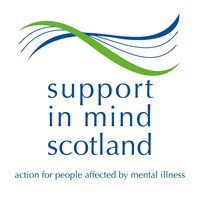 support
in mind
scotland
action for people affected by mental illness